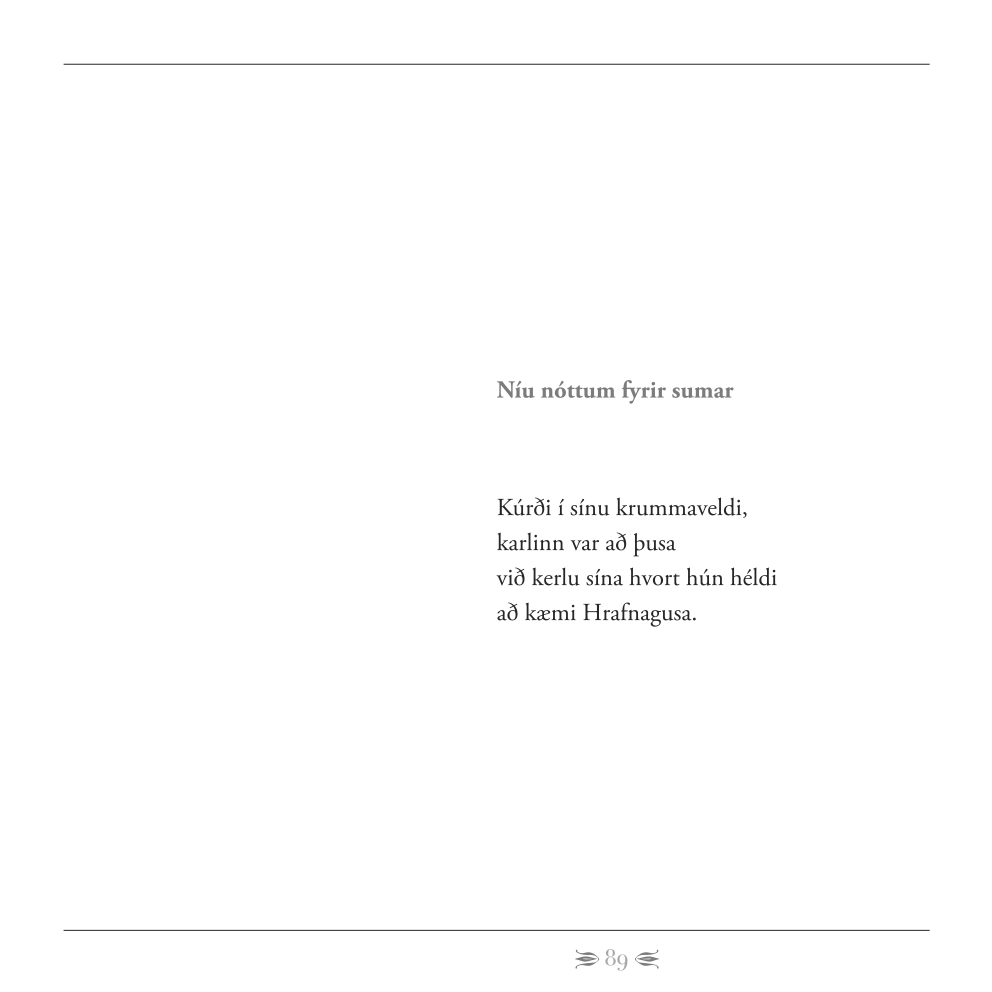 Níu nóttum fyrir sumar
Kúrði í sínu krummaveldi,
karlinn var að þusa
við kerlu sína hvort hún héldi
að kæmi Hrafnagusa.
89